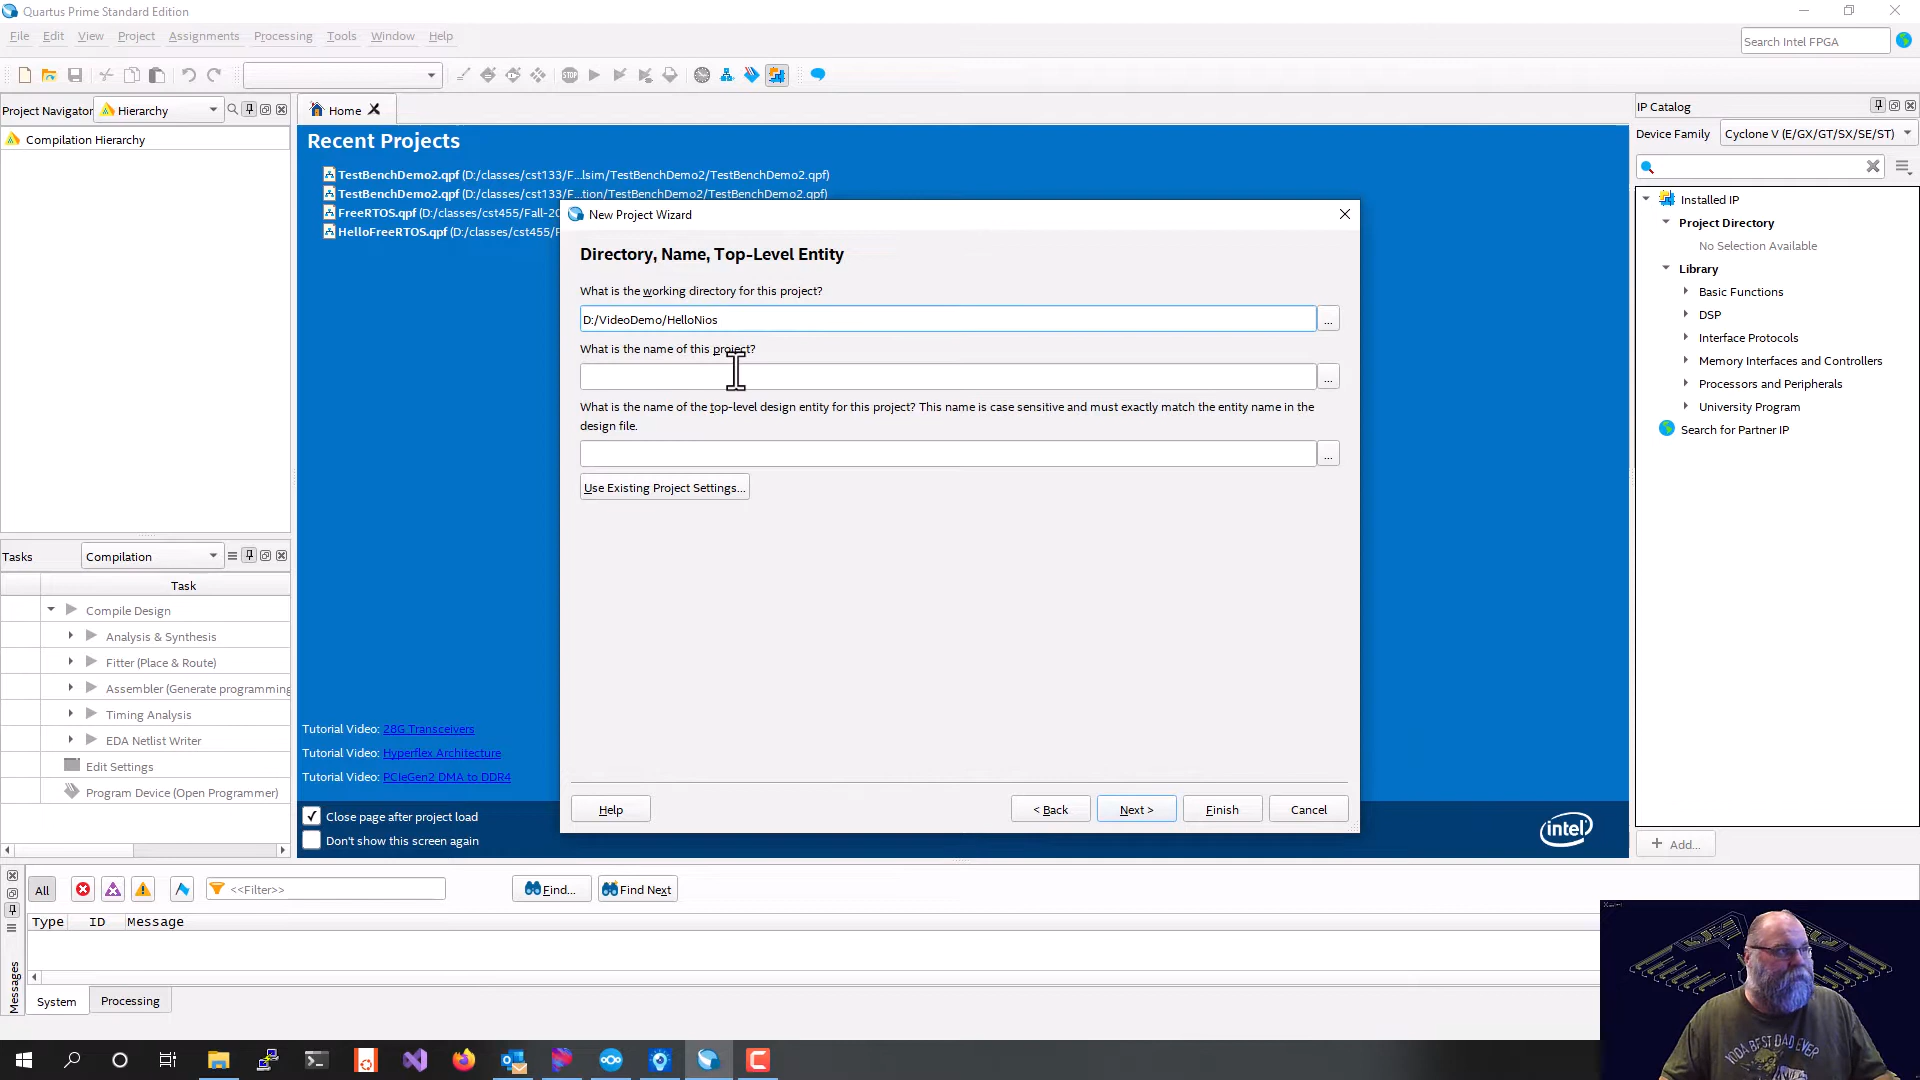 Quartus Prime Standard Edition
File Edit View Project Assignments Processing Tools Window Help
Search Intel FPGA
Project Navigator Hierarchy
Compilation Hierarchy
Home
Recent Projects
TestBenchDemo2.qpf (D:/classes/cst133/F...lsim/TestBenchDemo2/TestBenchDemo2.qpf)
TestBenchDemo2.qpf (D:/classes/cst133/F...tion/TestBenchDemo2/TestBenchDemo2.qpf)
FreeRTOS.qpf (D:/classes/cst455/Fall-20
HelloFreeRTOS.qpf (D:/classes/cst455/F
New Project Wizard
Directory, Name, Top-Level Entity
What is the working directory for this project?
D:/VideoDemo/HelloNios
...
What is the name of this project?
...
What is the name of the top-level design entity for this project? This name is case sensitive and must exactly match the entity name in the
design file.
...
Use Existing Project Settings...
Help
< Back
Next >
Finish
Cancel
IP Catalog
Device Family Cyclone V (E/GX/GT/SX/SE/ST)
Installed IP
Project Directory
No Selection Available
Library
Basic Functions
DSP
Interface Protocols
Memory Interfaces and Controllers
Processors and Peripherals
University Program
Search for Partner IP
+ Add...
Tasks Compilation
Task
Compile Design
Analysis & Synthesis
Fitter (Place & Route)
Assembler (Generate programming
Timing Analysis
EDA Netlist Writer
Edit Settings
Program Device (Open Programmer)
Tutorial Video: 28G Transceivers
Tutorial Video: Hyperflex Architecture
Tutorial Video: PCIeGen2 DMA to DDR4
Close page after project load
Don't show this screen again
intel
All
<<Filter>>
Find...
Find Next
Type ID Message
Messages
System Processing
YODA BEST DAD EVER